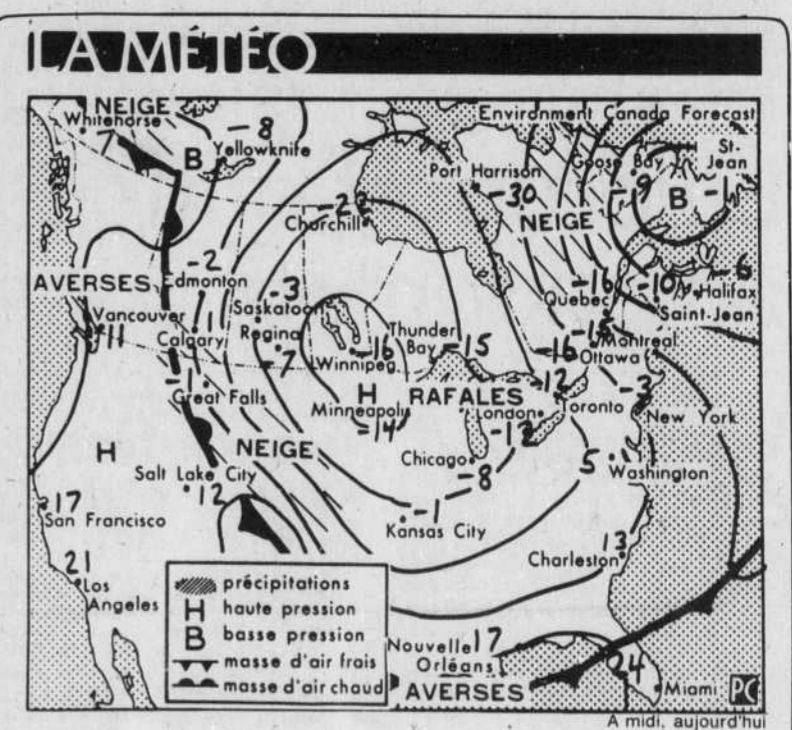 LA MÉTÉO
NEIGE
Whitehorse
-7
B
-8
Yellowknife
Environment Canada Forecast
Goose Bay
-9
St-
Jean
B
-1
Port Harrison
-30
NEIGE
Churchill
AVERSES
-2
Edmonton
-3
Saskatoon
Vancouver
11
1
Calgary
Regina
-7
-16
Winnipeg
Thunder
Bay
-15
-16
Quebec
-10
-6
Halifax
Saint-Jean
Montreal
-16
Ottawa
-1
Great Falls
H
Minneapolis
-14
RAFALES
-12
London
Toronto
-3
New York
H
NEIGE
Chicago
-8
5
Washington
Salt Lake City
12
17
San Francisco
-1
Kansas City
21
Los
Angeles
13
Charleston
précipitations
H haute pression
B basse pression
masse d'air frais
masse d'air chaud
Nouvelle 17
Orléans
AVERSES
24
Miami
PC
A midi, aujourd'hui